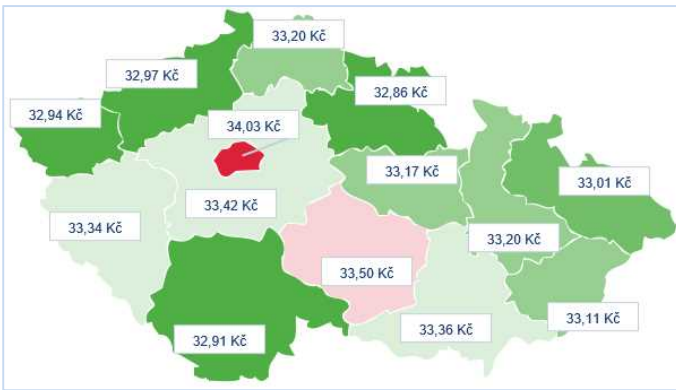 33,20 Kč
32,97 Kč
32,86 Kč
32,94 Kč
34,03 Kč
33,17 Kč
33,01 Kč
33,42 Kč
33,34 Kč
33,20 Kč
33,50 Kč
33,11 Kč
33,36 Kč
32,91 Kč